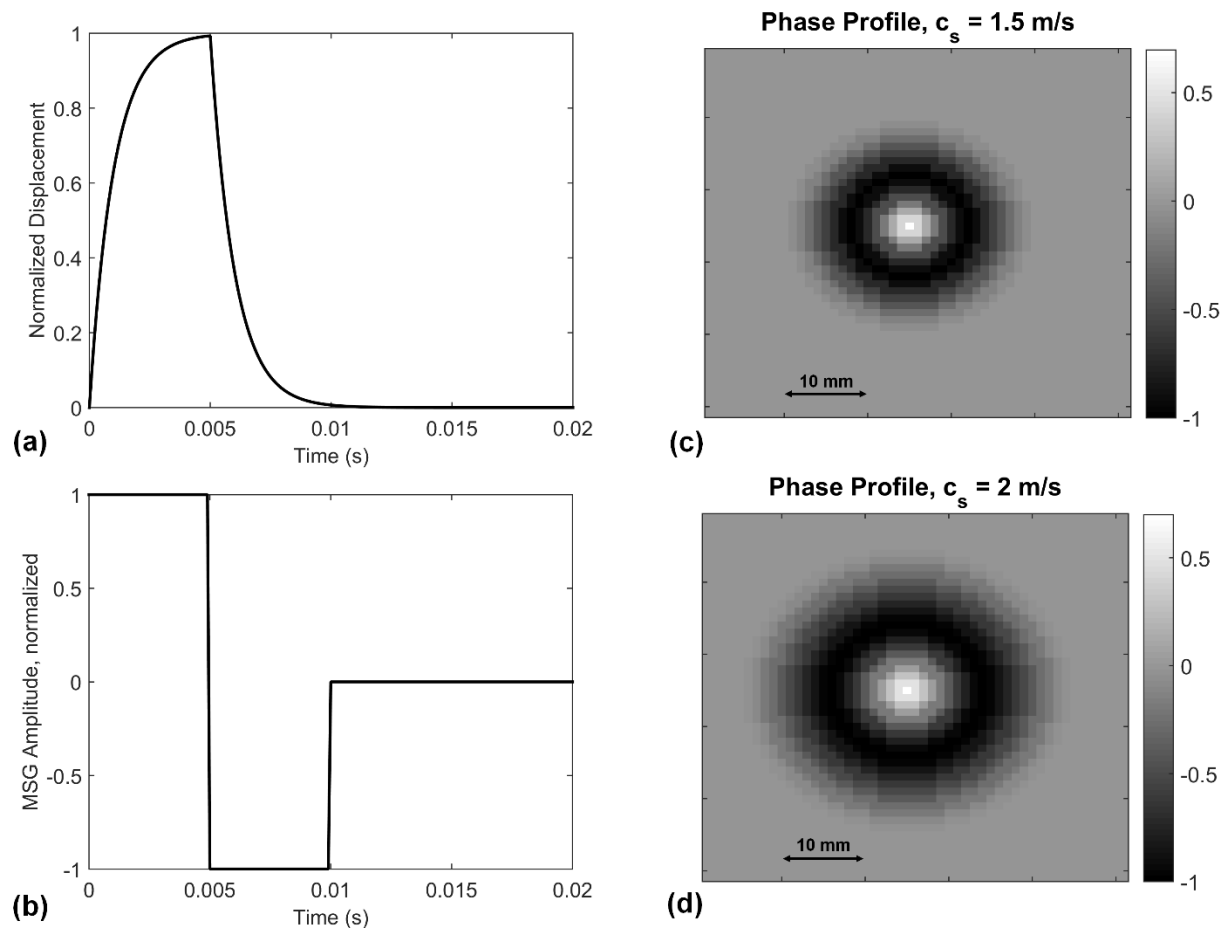 1
0.8
0.6
0.4
0.2
0
Normalized Displacement
0 0.005 0.01 0.015 0.02
Time (s)
(a)
1
0.5
0
-0.5
-1
MSG Amplitude, normalized
0 0.005 0.01 0.015 0.02
Time (s)
(b)
Phase Profile, cs = 1.5 m/s
10 mm
0.5
0
-0.5
-1
(c)
Phase Profile, cs = 2 m/s
10 mm
0.5
0
-0.5
-1
(d)